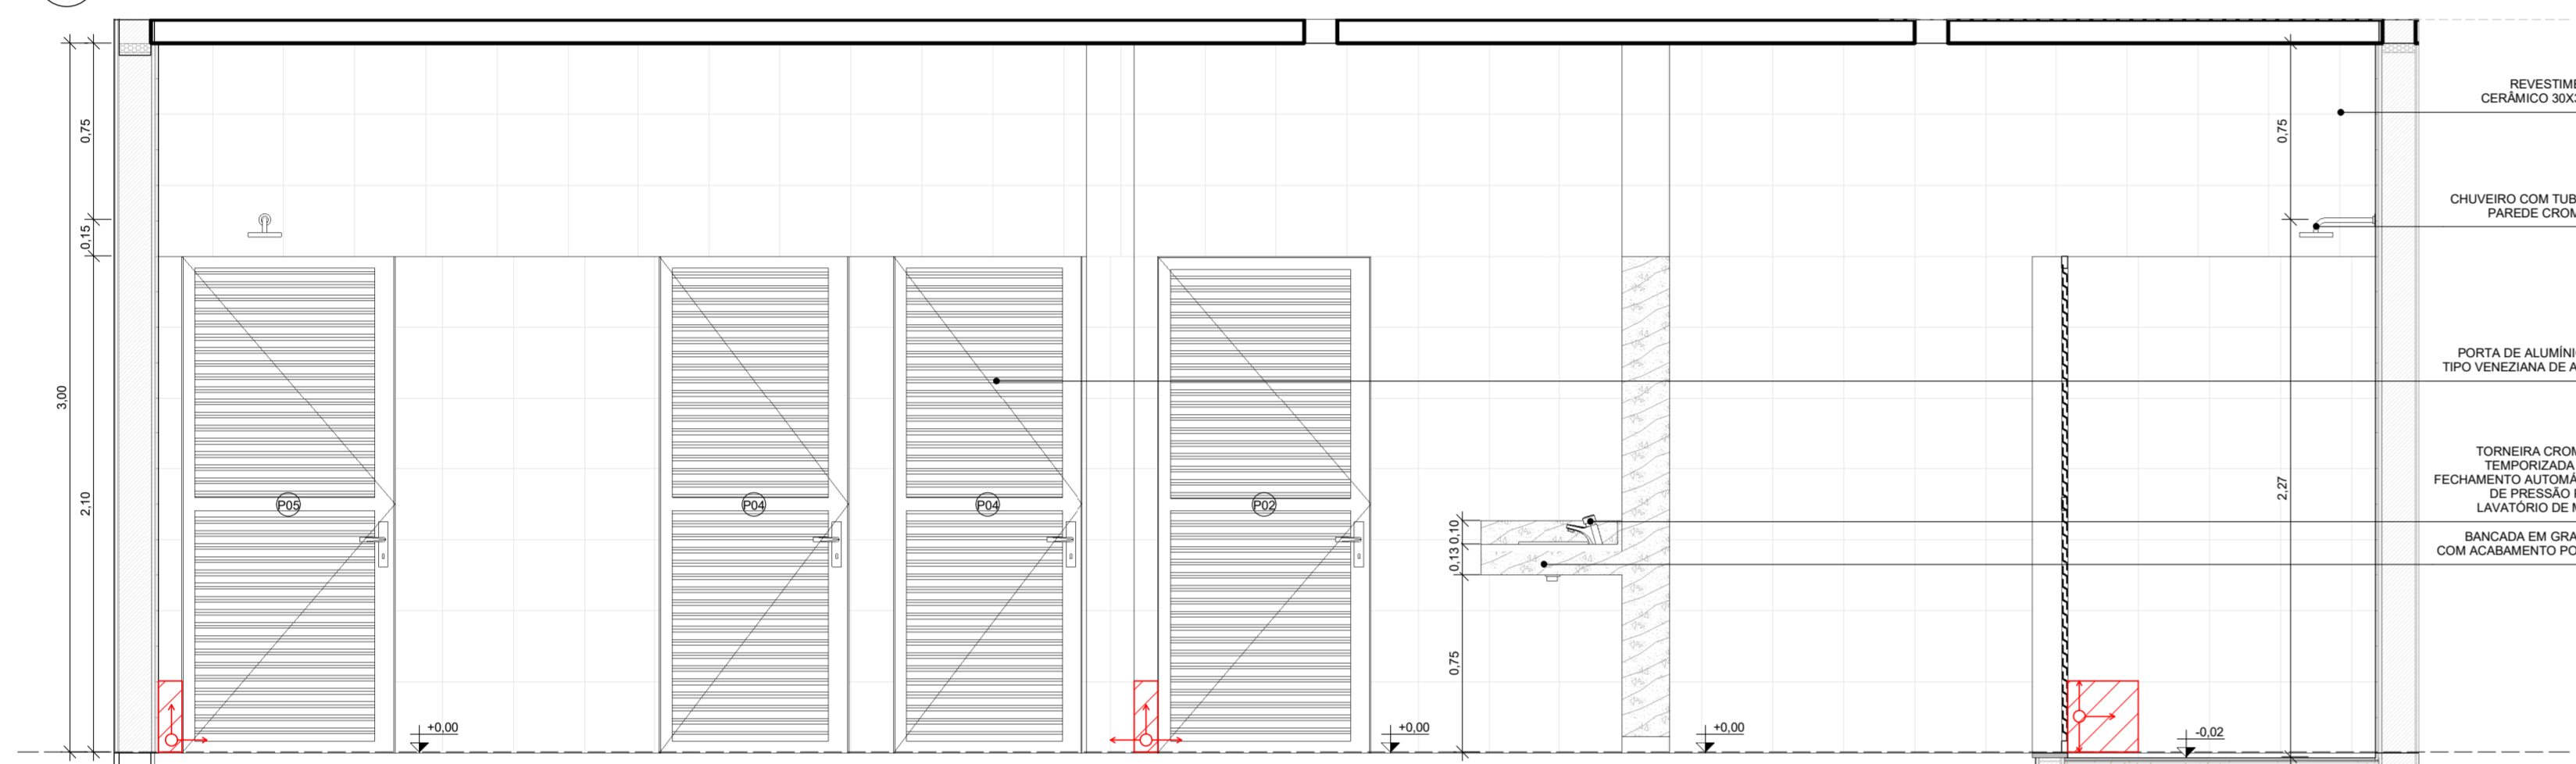 0,75
0,15
3,00
2,10
P05
P04
P04
P02
+0,00
+0,00
+0,00
-0,02
0,10
0,13
0,75
0,75
2,27
REVESTIME
CERÂMICO 30X3
CHUVEIRO COM TUB
PAREDE CROM
PORTA DE ALUMÍNI
TIPO VENEZIANA DE A
TORNEIRA CROM
TEMPORIZADA
FECHAMENTO AUTOMÁ
DE PRESSÃO
LAVATÓRIO DE M
BANCADA EM GRA
COM ACABAMENTO PO